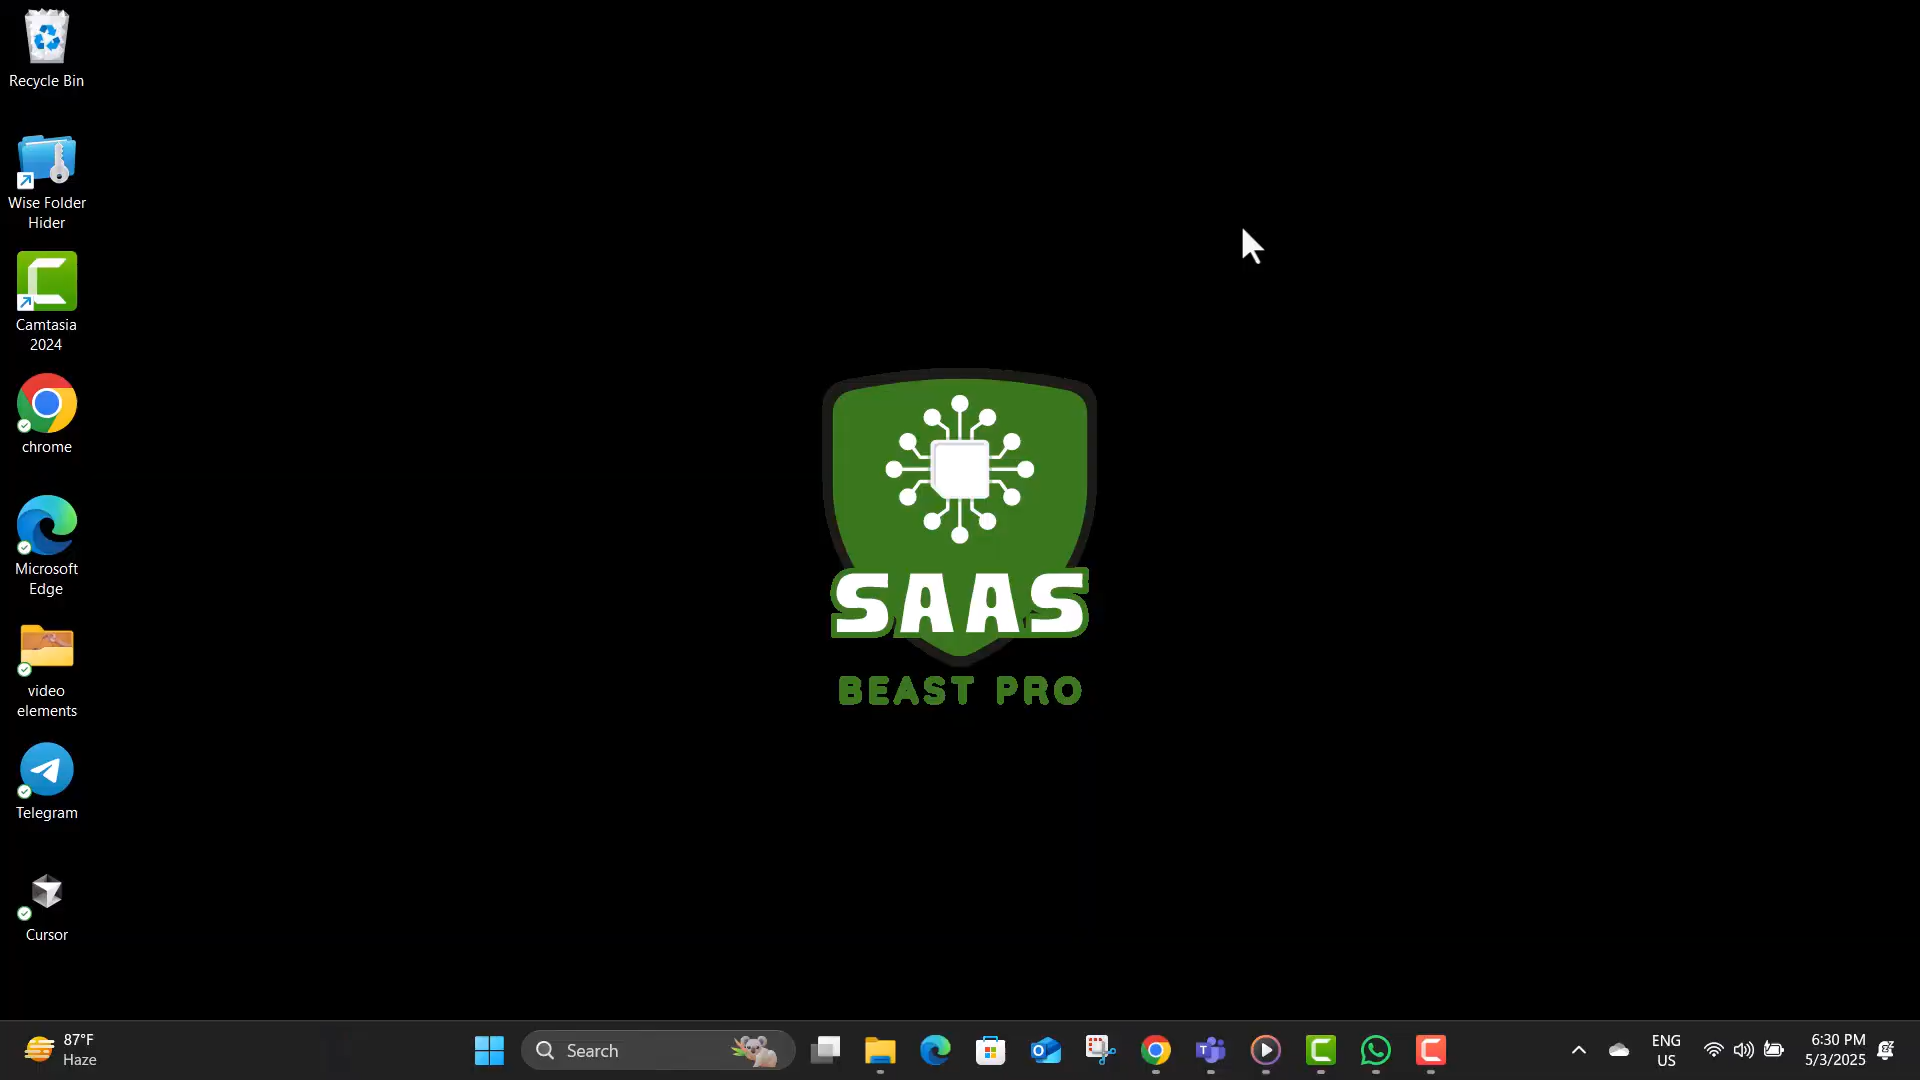 Recycle Bin
Wise Folder
Hider
Camtasia
2024
chrome
Microsoft
Edge
video
elements
Telegram
Cursor
SAAS
BEAST PRO
87°F
Haze
Search
ENG
US
6:30 PM
5/3/2025